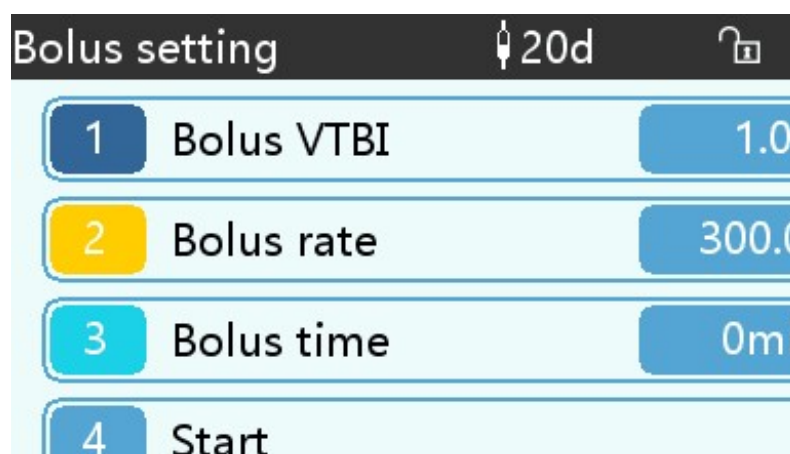 Bolus setting 20d
1 Bolus VTBI 1.0
2 Bolus rate 300.0
3 Bolus time 0m
4 Start